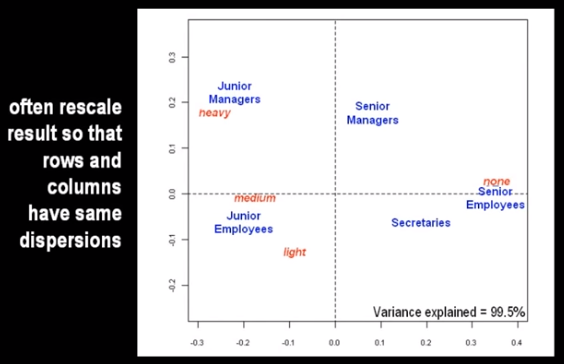 often rescale
result so that
rows and
columns
have same
dispersions
0.3
0.2
0.1
0.0
-0.1
-0.2
Junior
Managers
heavy
Senior
Managers
none
Senior
Employees
medium
Junior
Employees
Secretaries
light
Variance explained = 99.5%
-0.3 -0.2 -0.1 0.0 0.1 0.2 0.3 0.4